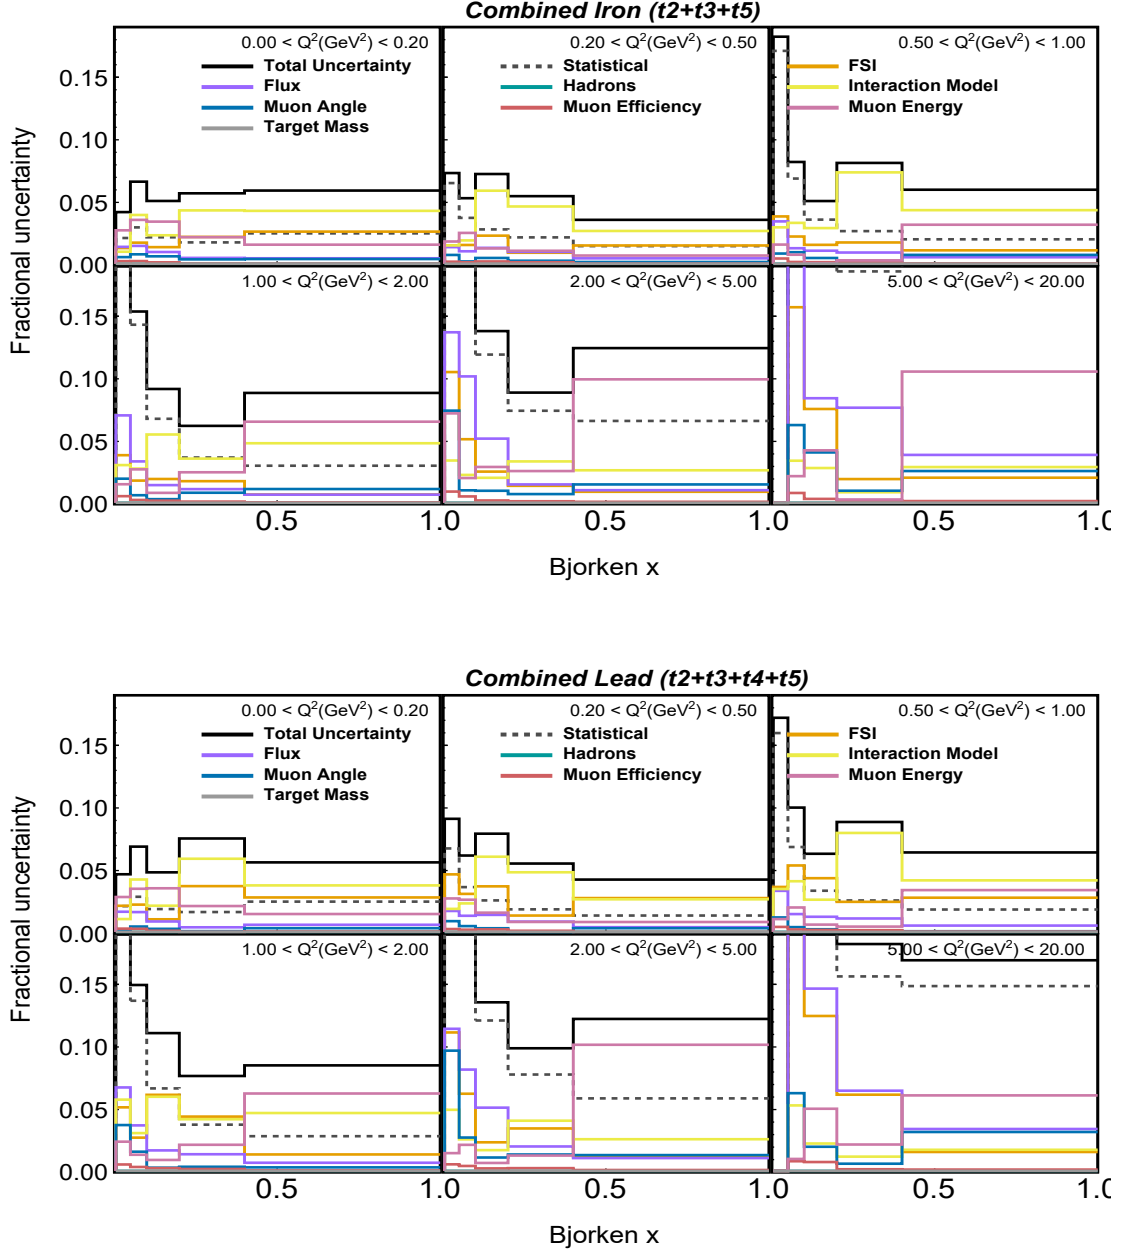 Combined Iron (t2+t3+t5)
0.00 < Q²(GeV²) < 0.20
0.20 < Q²(GeV²) < 0.50
0.50 < Q²(GeV²) < 1.00
Total Uncertainty
Flux
Muon Angle
Target Mass
Statistical
Hadrons
Muon Efficiency
FSI
Interaction Model
Muon Energy
0.15
0.10
0.05
0.00
Fractional uncertainty
1.00 < Q²(GeV²) < 2.00
2.00 < Q²(GeV²) < 5.00
5.00 < Q²(GeV²) < 20.00
0.15
0.10
0.05
0.00
0.5 1.0 0.5 1.0 0.5 1.0
Bjorken x
Combined Lead (t2+t3+t4+t5)
0.00 < Q²(GeV²) < 0.20
0.20 < Q²(GeV²) < 0.50
0.50 < Q²(GeV²) < 1.00
Total Uncertainty
Flux
Muon Angle
Target Mass
Statistical
Hadrons
Muon Efficiency
FSI
Interaction Model
Muon Energy
0.15
0.10
0.05
0.00
Fractional uncertainty
1.00 < Q²(GeV²) < 2.00
2.00 < Q²(GeV²) < 5.00
5.00 < Q²(GeV²) < 20.00
0.15
0.10
0.05
0.00
0.5 1.0 0.5 1.0 0.5 1.0
Bjorken x